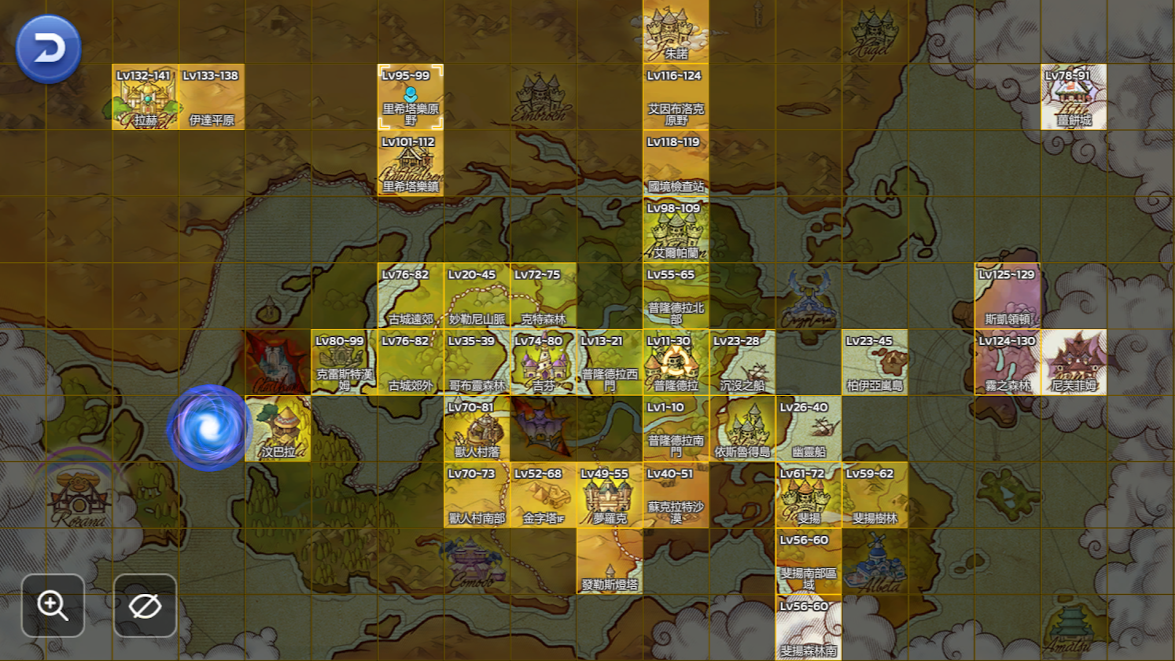 朱諾
Hugel
Lv132~141
Lv133~138
Lv95~99
Lv116~124
Lv78~91
拉赫
伊達平原
里希塔樂原
野
Einbroch
艾因布洛克
原野
薑餅城
Lv101~112
Lv118~119
里希塔樂鎮
國境檢查站
Lv98~109
艾爾帕蘭
Lv76~82
Lv20~45
Lv72~75
Lv55~65
Lv125~129
古城遠郊
妙勒尼山脈
克特森林
普隆德拉北
部
斯凱領頓
Lv80~99
Lv76~82
Lv35~39
Lv74~80
Lv13~21
Lv11~30
Lv23~28
Lv23~45
Lv124~130
克雷斯特漢
姆
古城郊外
哥布靈森林
吉芬
普隆德拉西
門
普隆德拉
沉沒之船
柏伊亞嵐島
霧之森林
尼芙菲姆
Lv70~81
Lv1~10
Lv26~40
汶巴拉
獸人村落
普隆德拉南
門
依斯魯得島
幽靈船
Lv70~73
Lv52~68
Lv49~55
Lv40~51
Lv61~72
Lv59~62
Roxana
獸人村南部
金字塔
夢羅克
蘇克拉特沙
漠
斐揚
斐揚樹林
Lv56~60
Comodo
發勒斯燈塔
斐揚南部區
域
Alberta
Lv56~60
斐揚森林南
Amatsu